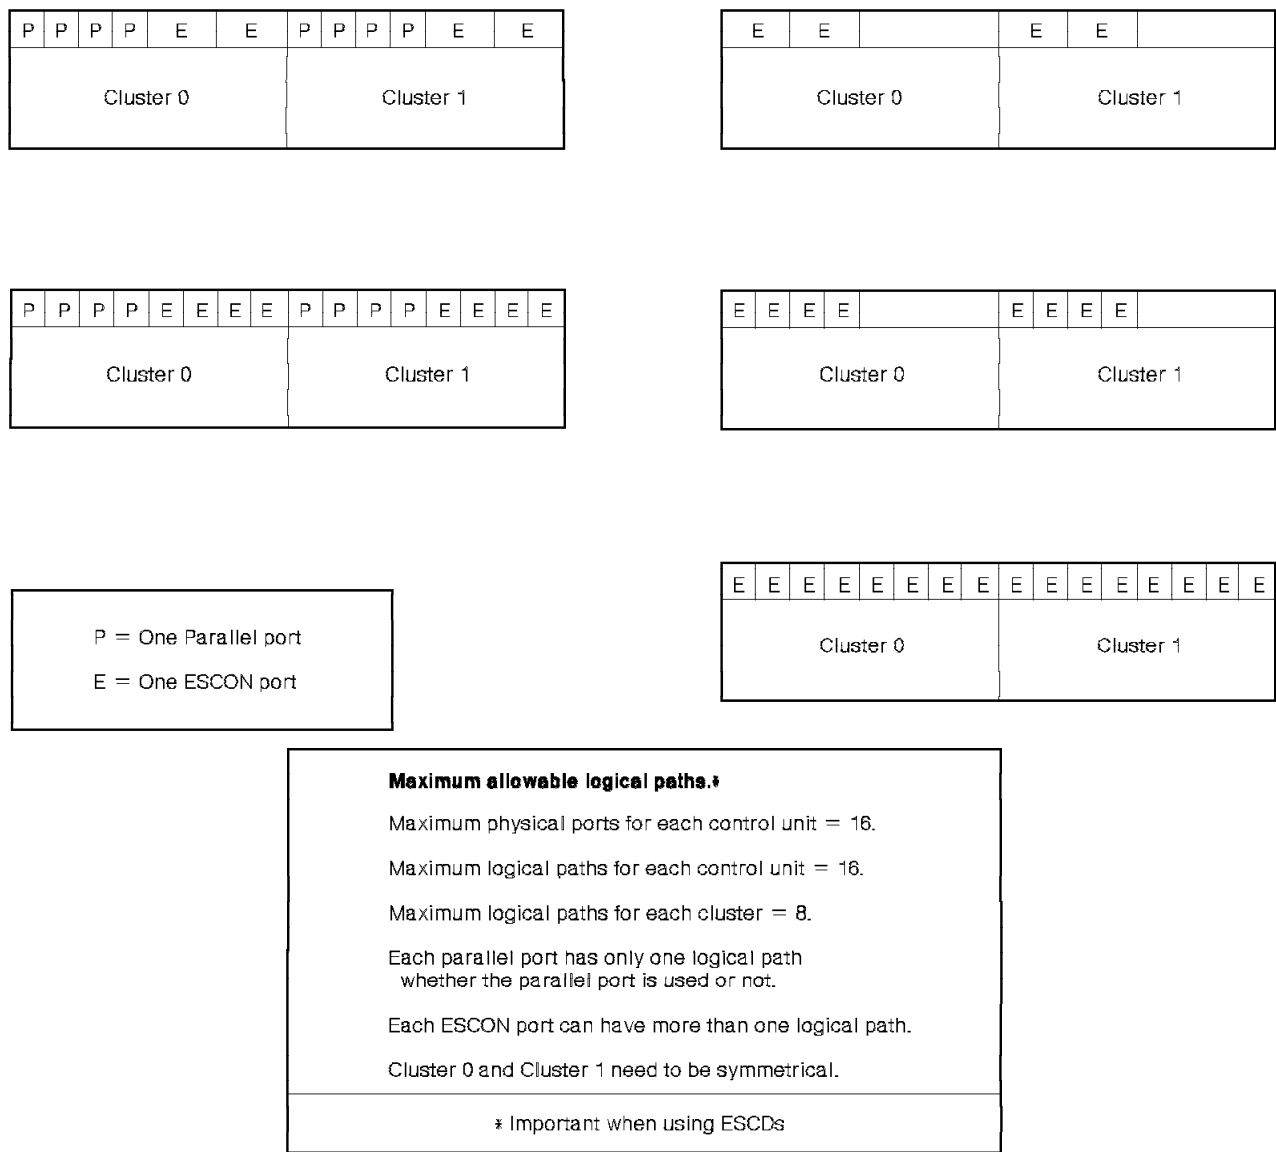 P P P P E E P P P P E E
Cluster 0 Cluster 1
E E E E
Cluster 0 Cluster 1
P P P P E E E E P P P P E E E E
Cluster 0 Cluster 1
E E E E E E E E
Cluster 0 Cluster 1
E E E E E E E E E E E E E E E E
Cluster 0 Cluster 1
P = One Parallel port
E = One ESCON port
Maximum allowable logical paths.*
Maximum physical ports for each control unit = 16.
Maximum logical paths for each control unit = 16.
Maximum logical paths for each cluster = 8.
Each parallel port has only one logical path
whether the parallel port is used or not.
Each ESCON port can have more than one logical path.
Cluster 0 and Cluster 1 need to be symmetrical.
* Important when using ESCDs